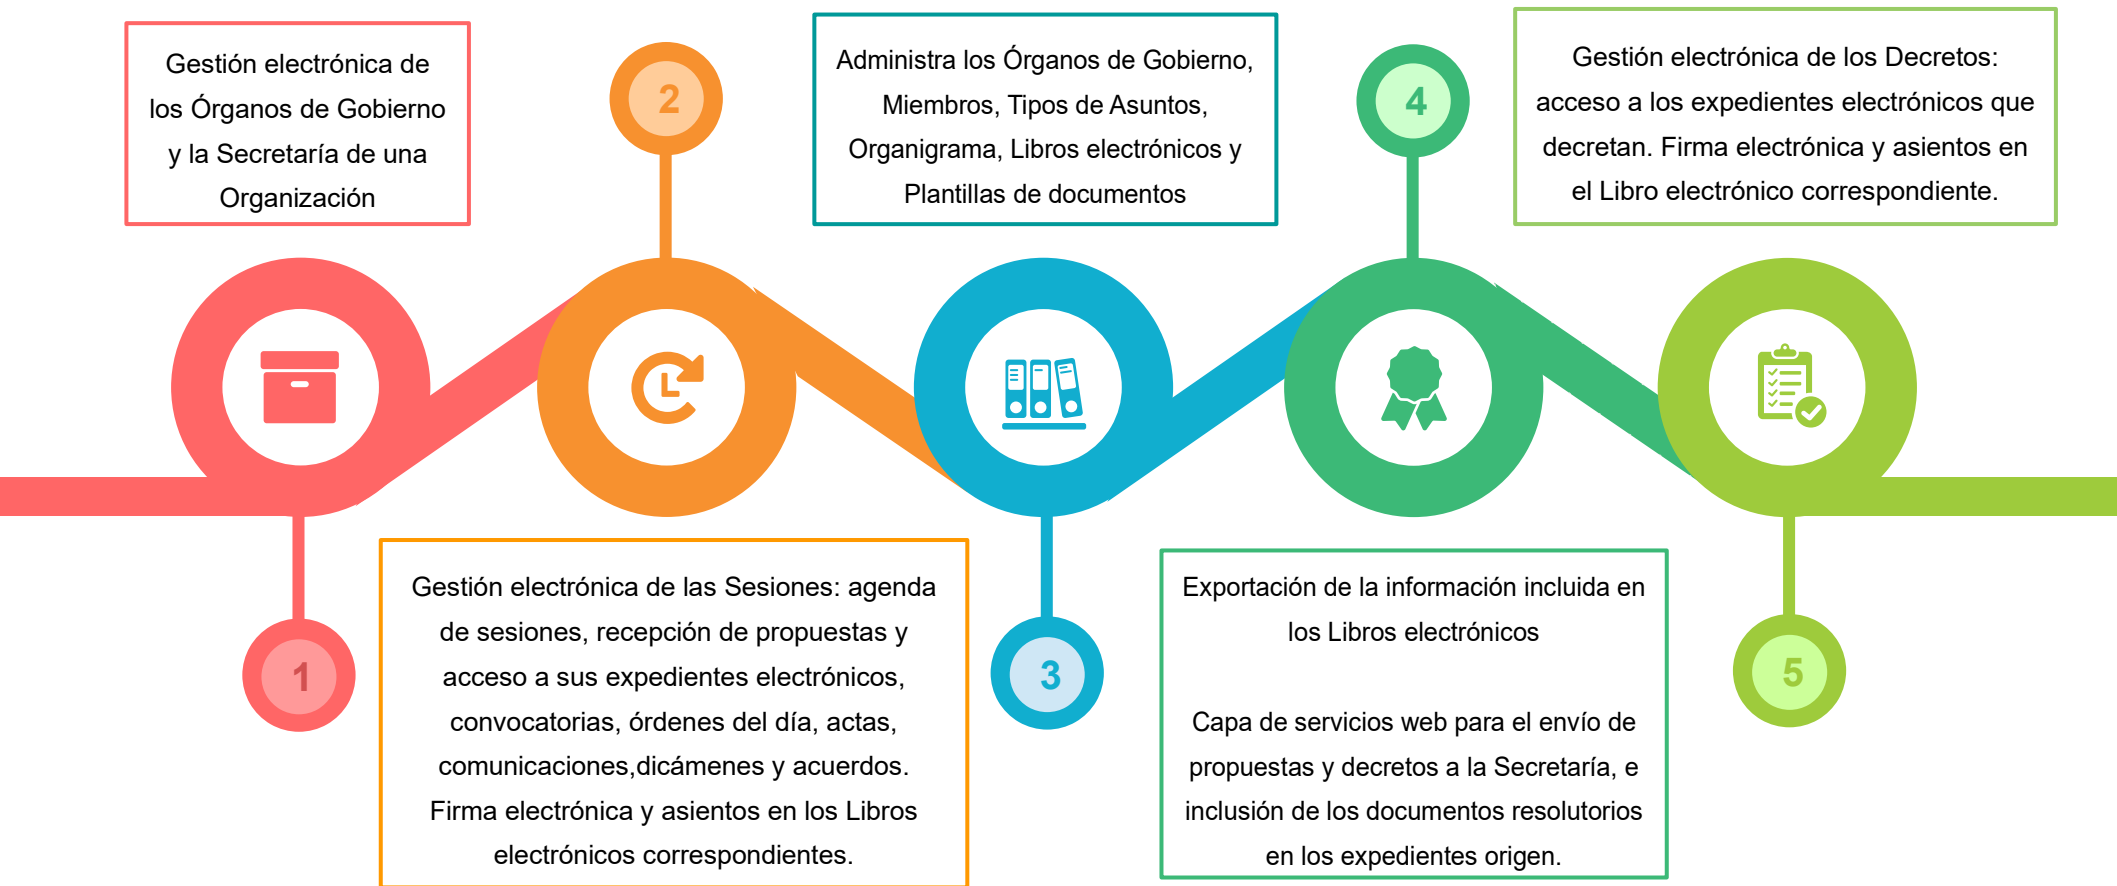 Gestión electrónica de
los Órganos de Gobierno
y la Secretaría de una
Organización
1
2
Gestión electrónica de las Sesiones: agenda
de sesiones, recepción de propuestas y
acceso a sus expedientes electrónicos,
convocatorias, órdenes del día, actas,
comunicaciones,dicámenes y acuerdos.
Firma electrónica y asientos en los Libros
electrónicos correspondientes.
Administra los Órganos de Gobierno,
Miembros, Tipos de Asuntos,
Organigrama, Libros electrónicos y
Plantillas de documentos
3
4
Exportación de la información incluida en
los Libros electrónicos
Capa de servicios web para el envío de
propuestas y decretos a la Secretaría, e
inclusión de los documentos resolutorios
en los expedientes origen.
Gestión electrónica de los Decretos:
acceso a los expedientes electrónicos que
decretan. Firma electrónica y asientos en
el Libro electrónico correspondiente.
5